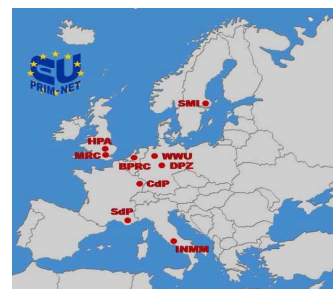 EU
PRIM-NET
SML
HPA
MRC
BPRC
WWU
DPZ
CdP
SdP
INMM